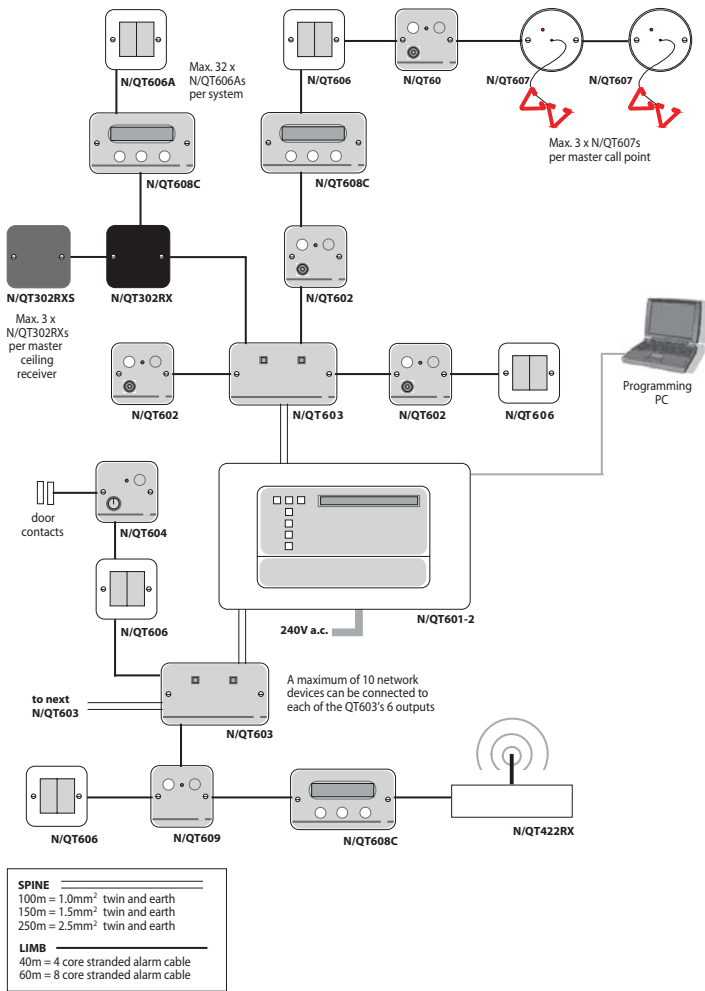 N/QT606A
Max. 32 x
N/QT606As
per system
N/QT606
N/QT60
N/QT607
N/QT607
Max. 3 x N/QT607s
per master call point
N/QT608C
N/QT608C
N/QT302RXS
N/QT302RX
N/QT602
Max. 3 x
N/QT302RXs
per master
ceiling
receiver
N/QT602
N/QT603
N/QT602
N/QT606
Programming
PC
door
contacts
N/QT604
N/QT606
240V a.c.
N/QT601-2
to next
N/QT603
A maximum of 10 network
devices can be connected to
each of the QT603's 6 outputs
N/QT603
N/QT606
N/QT609
N/QT608C
N/QT422RX
SPINE
100m = 1.0mm² twin and earth
150m = 1.5mm² twin and earth
250m = 2.5mm² twin and earth
LIMB
40m = 4 core stranded alarm cable
60m = 8 core stranded alarm cable